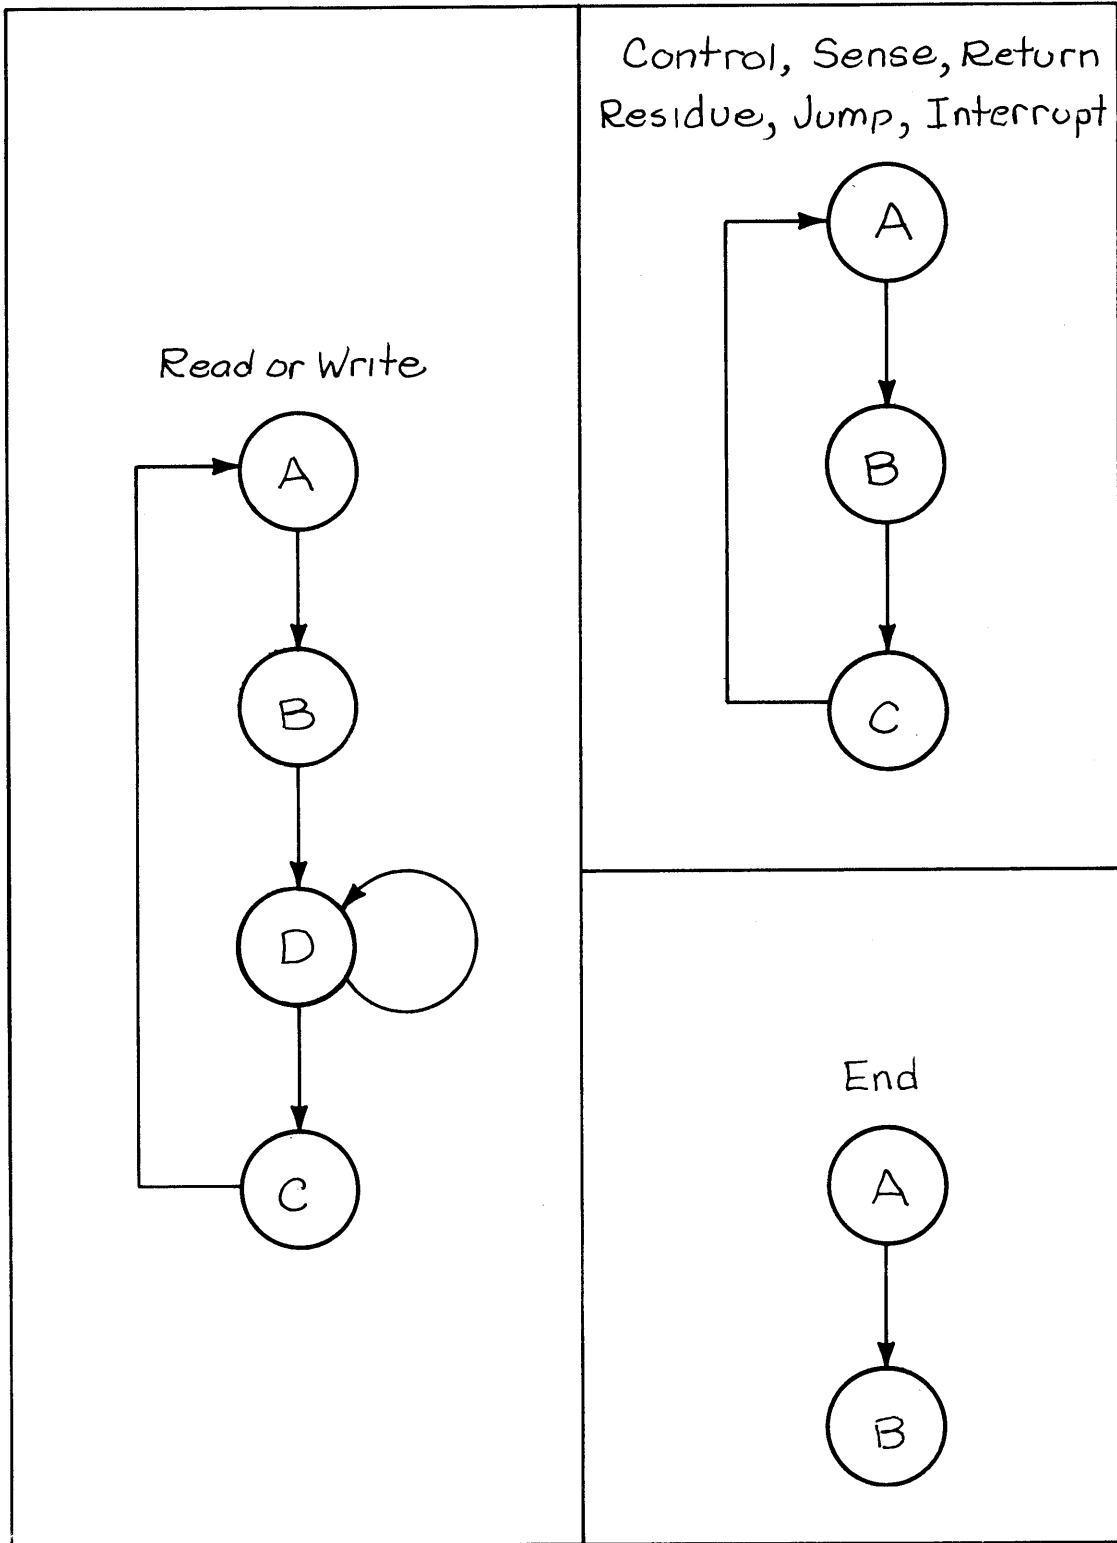 Read or Write
A
B
D
C
Control, Sense, Return
Residue, Jump, Interrupt
A
B
C
End
A
B